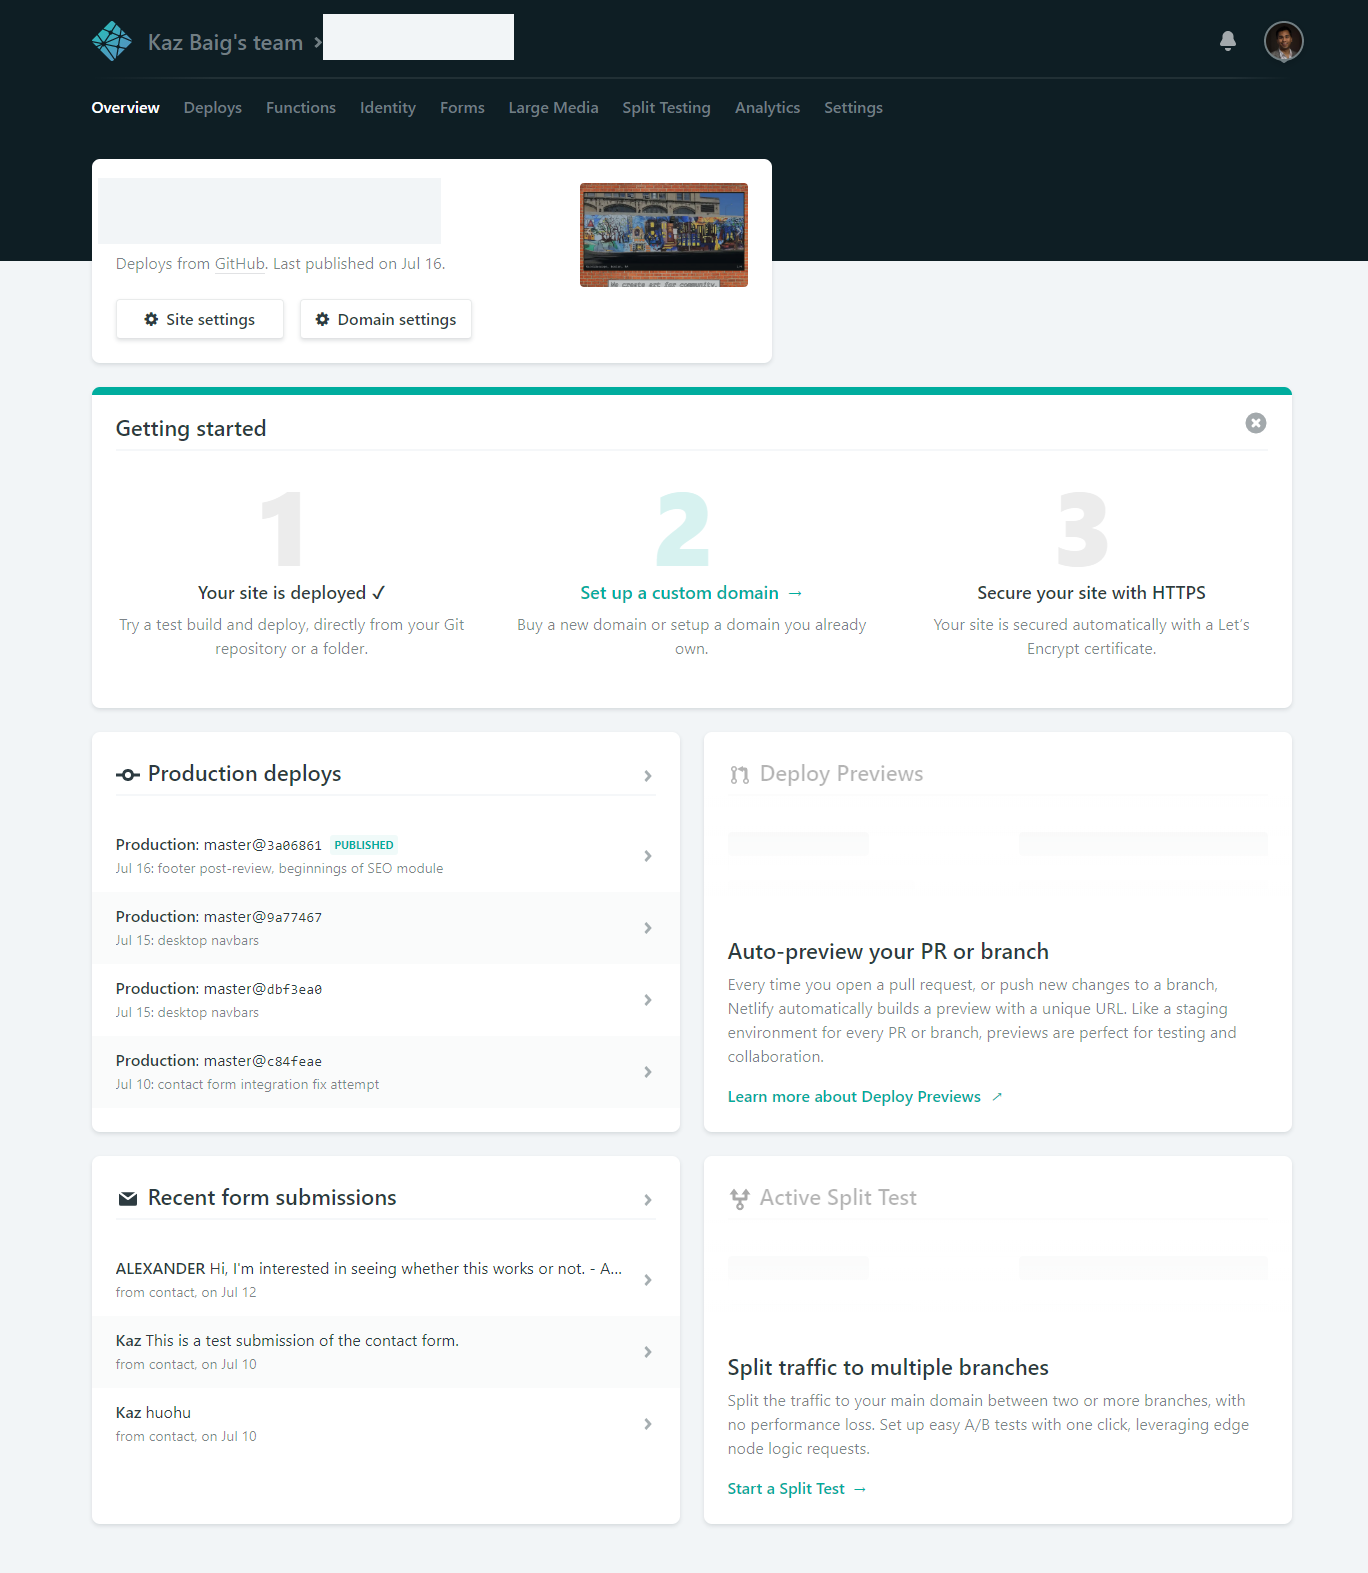 Kaz Baig's team
Overview Deploys Functions Identity Forms Large Media Split Testing Analytics Settings
Deploys from GitHub. Last published on Jul 16.
We create art for community.
Site settings
Domain settings
Getting started
1
Your site is deployed ✓
Try a test build and deploy, directly from your Git
repository or a folder.
2
Set up a custom domain →
Buy a new domain or setup a domain you already
own.
3
Secure your site with HTTPS
Your site is secured automatically with a Let’s
Encrypt certificate.
Production deploys
Production: master@3a06861 PUBLISHED
Jul 16: footer post-review, beginnings of SEO module
Production: master@9a77467
Jul 15: desktop navbars
Production: master@dbf3ea0
Jul 15: desktop navbars
Production: master@c84feae
Jul 10: contact form integration fix attempt
Deploy Previews
Auto-preview your PR or branch
Every time you open a pull request, or push new changes to a branch,
Netlify automatically builds a preview with a unique URL. Like a staging
environment for every PR or branch, previews are perfect for testing and
collaboration.
Learn more about Deploy Previews ↗
Recent form submissions
ALEXANDER Hi, I'm interested in seeing whether this works or not. - A...
from contact, on Jul 12
Kaz This is a test submission of the contact form.
from contact, on Jul 10
Kaz huohu
from contact, on Jul 10
Active Split Test
Split traffic to multiple branches
Split the traffic to your main domain between two or more branches, with
no performance loss. Set up easy A/B tests with one click, leveraging edge
node logic requests.
Start a Split Test →